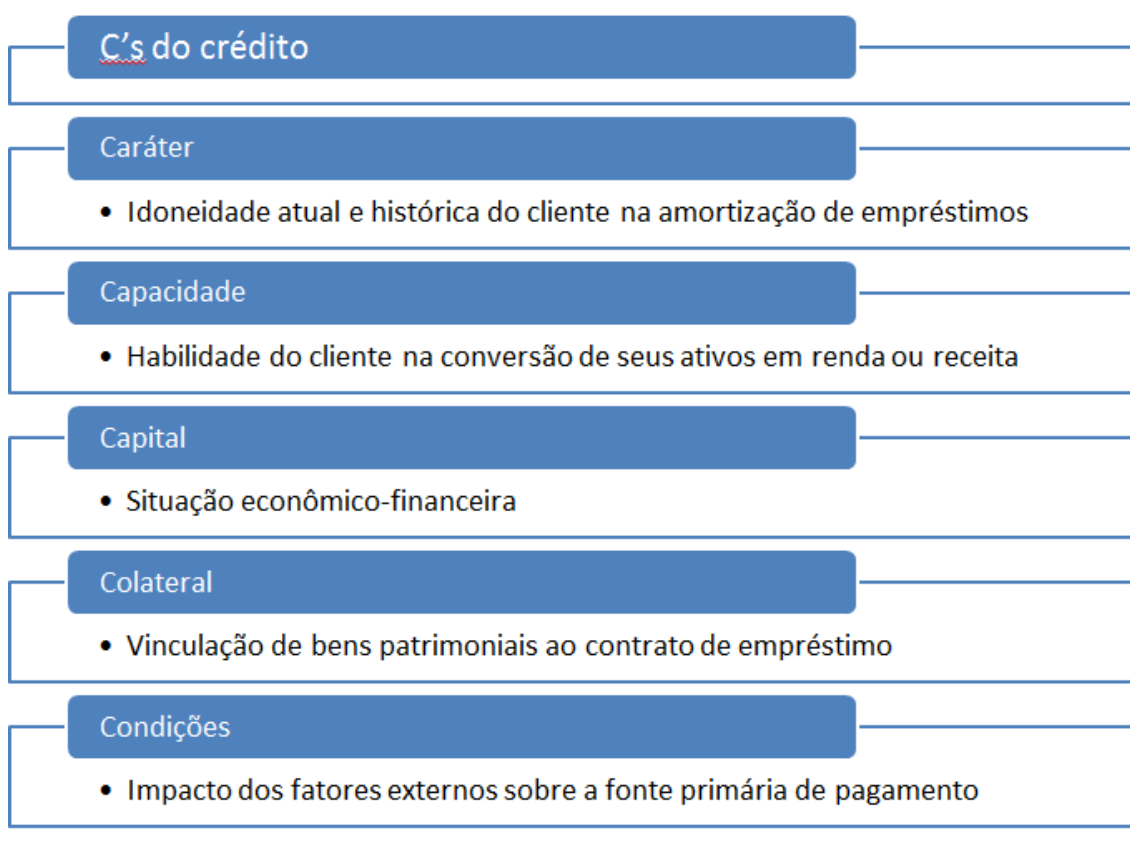 C's do crédito
Caráter
• Idoneidade atual e histórica do cliente na amortização de empréstimos
Capacidade
• Habilidade do cliente na conversão de seus ativos em renda ou receita
Capital
• Situação econômico-financeira
Colateral
• Vinculação de bens patrimoniais ao contrato de empréstimo
Condições
• Impacto dos fatores externos sobre a fonte primária de pagamento